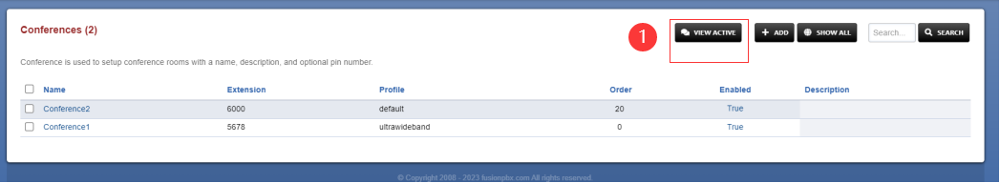 Conferences (2)
1
VIEW ACTIVE
ADD
SHOW ALL
Search...
SEARCH
Conference is used to setup conference rooms with a name, description, and optional pin number.
Name Extension Profile Order Enabled Description
Conference2 6000 default 20 True
Conference1 5678 ultrawideband 0 True
© Copyright 2008 - 2023 fusionpbx.com All rights reserved.